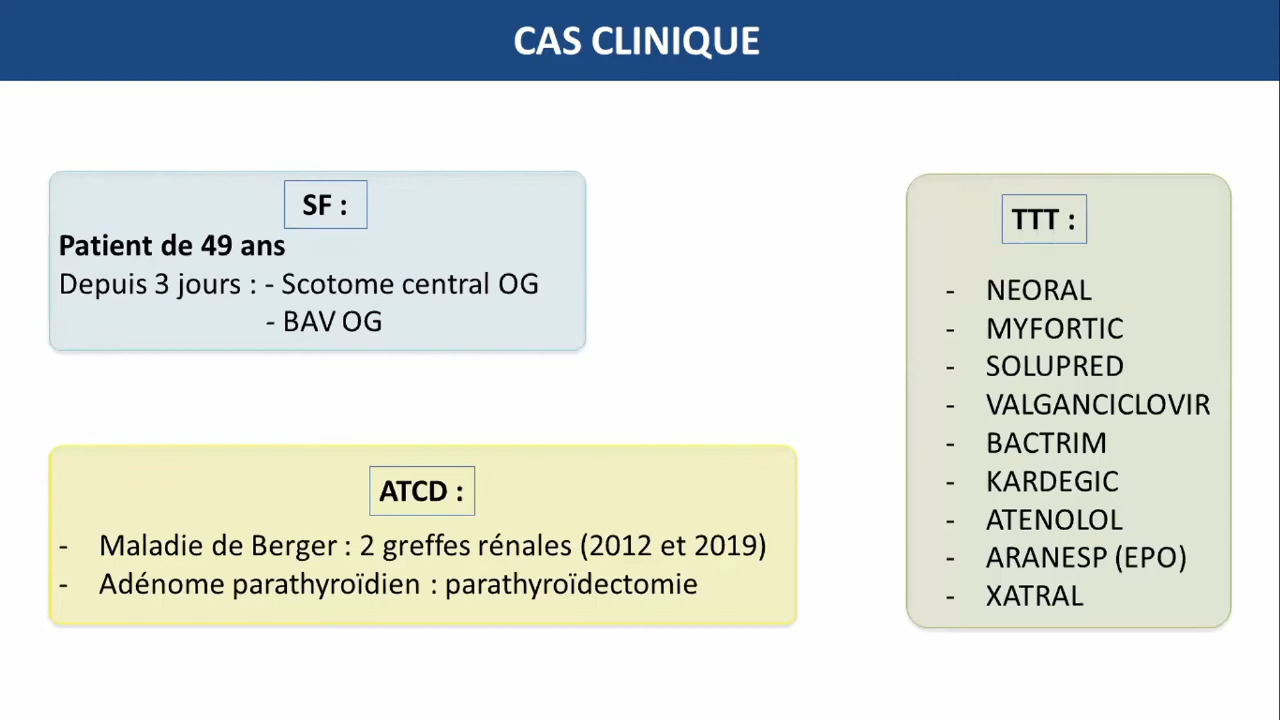 CAS CLINIQUE
SF :
Patient de 49 ans
Depuis 3 jours : - Scotome central OG
- BAV OG
ATCD :
- Maladie de Berger : 2 greffes rénales (2012 et 2019)
- Adénome parathyroïdien : parathyroïdectomie
TTT :
- NEORAL
- MYFORTIC
- SOLUPRED
- VALGANCICLOVIR
- BACTRIM
- KARDEGIC
- ATENOLOL
- ARANESP (EPO)
- XATRAL